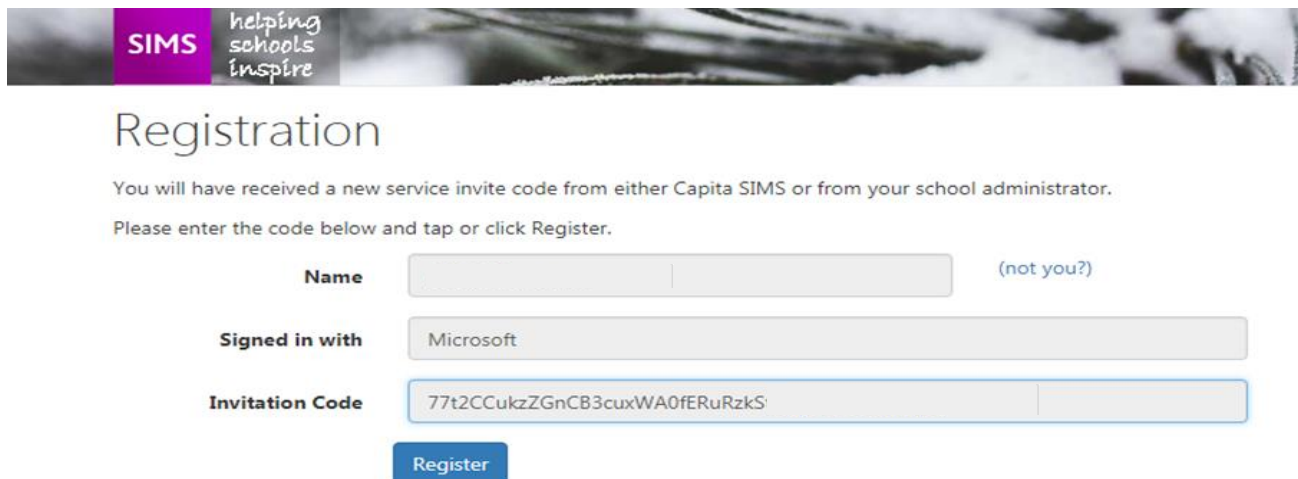 SIMS
helping
schools
inspire
Registration
You will have received a new service invite code from either Capita SIMS or from your school administrator.
Please enter the code below and tap or click Register.
Name
(not you?)
Signed in with Microsoft
Invitation Code 77t2CCukzZGnCB3cuxWA0fERuRzkS
Register